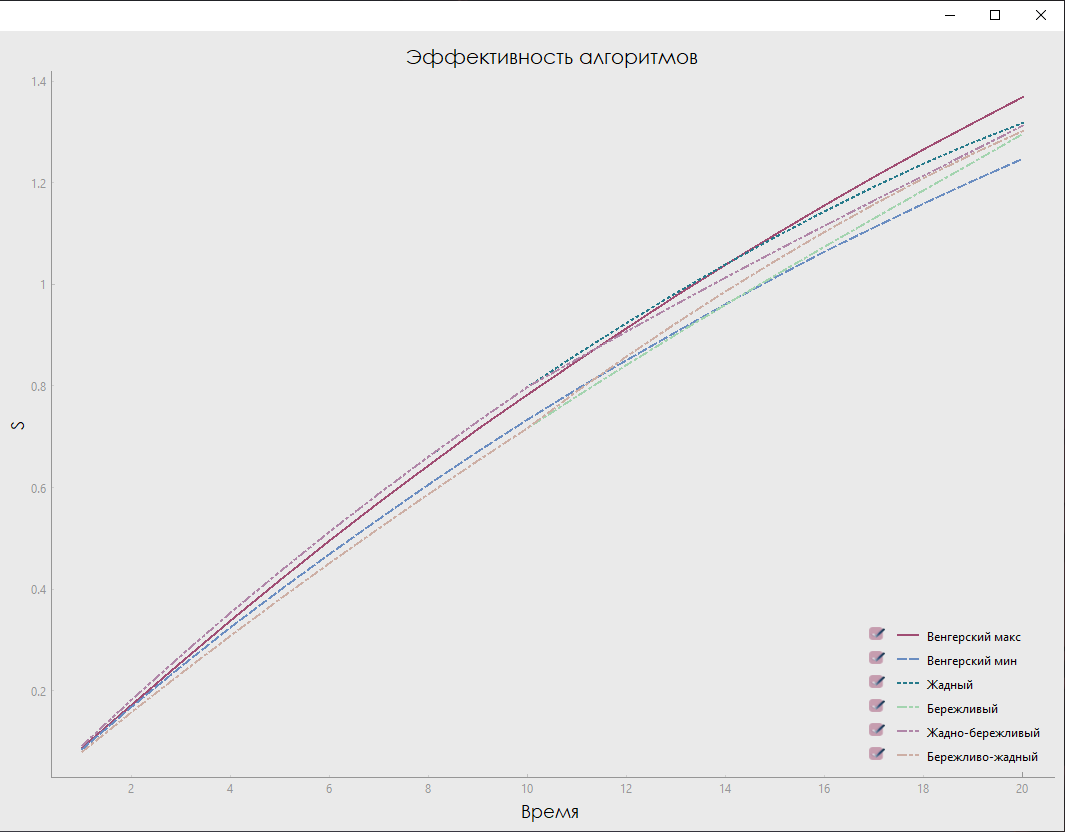 Эффективность алгоритмов
1.4
1.2
1
0.8
0.6
0.4
0.2
S
2 4 6 8 10 12 14 16 18 20
Время
Венгерский макс
Венгерский мин
Жадный
Бережливый
Жадно-бережливый
Бережливо-жадный